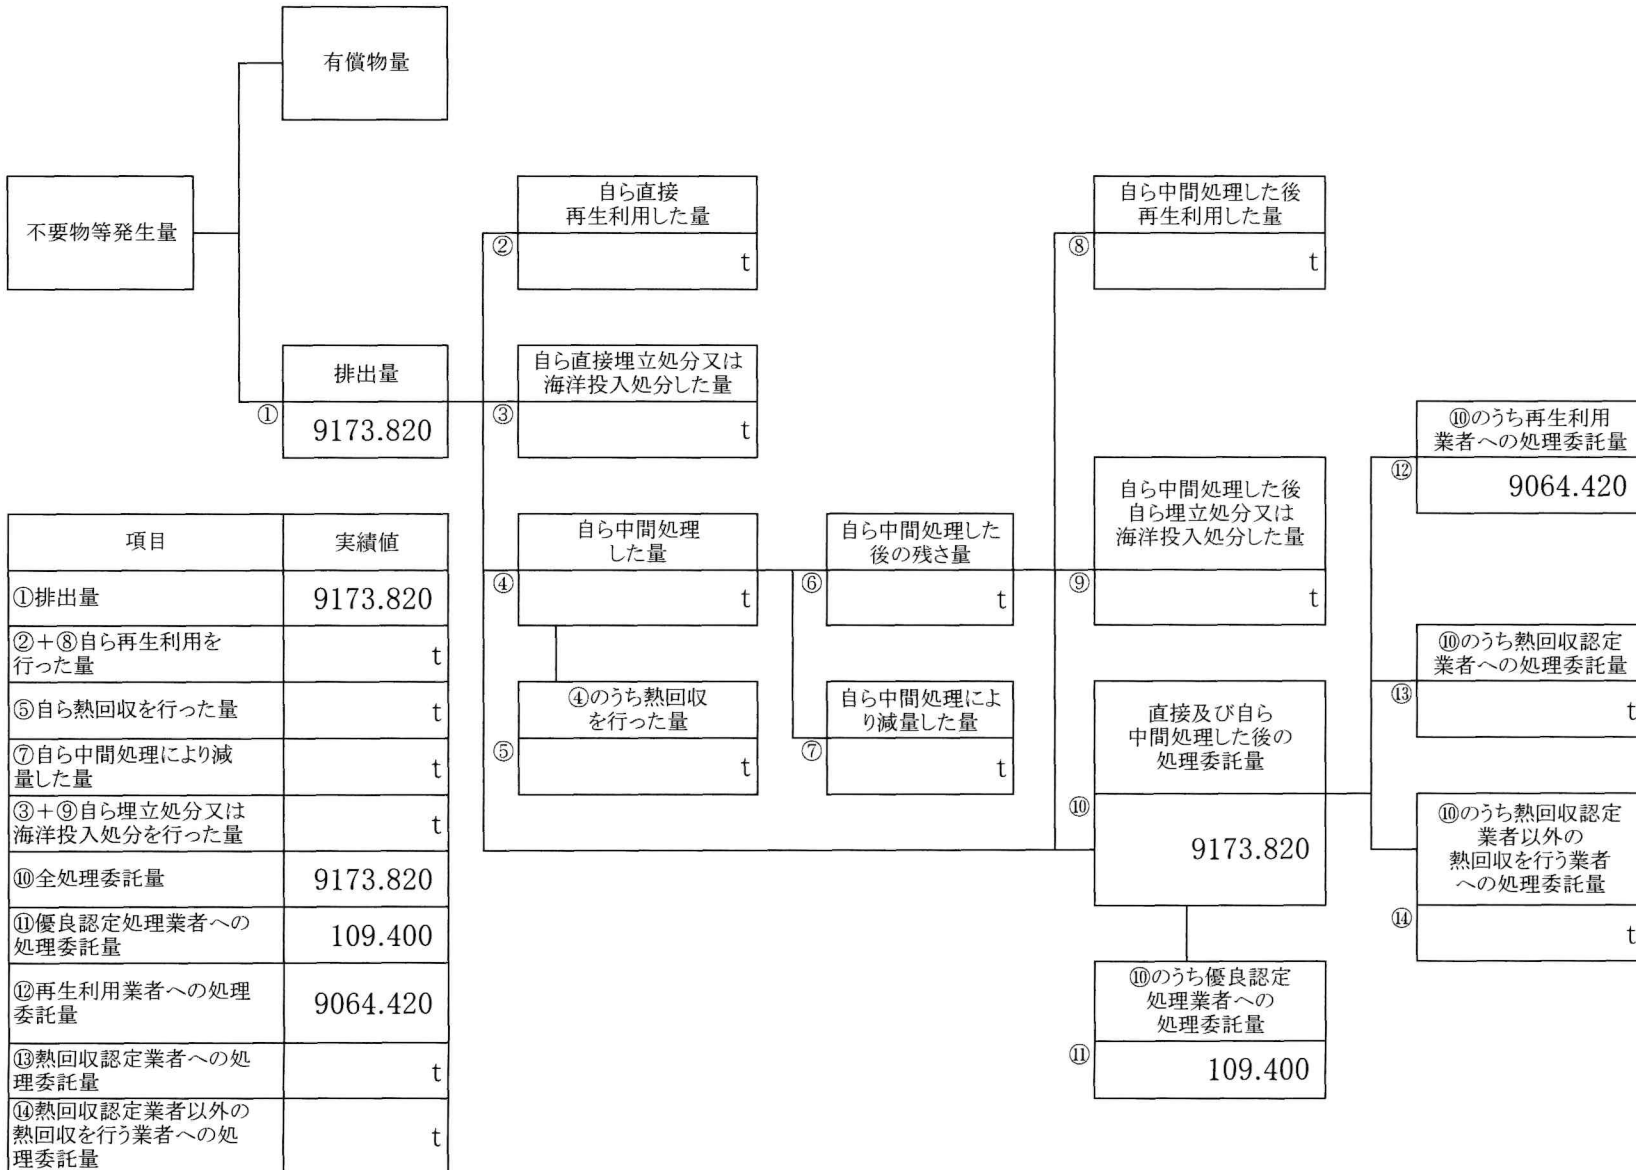 有償物量
不要物等発生量
自ら直接
再生利用した量
②
t
自ら中間処理した後
再生利用した量
⑧
t
排出量
①
9173.820
自ら直接埋立処分又は
海洋投入処分した量
③
t
⑩のうち再生利用
業者への処理委託量
⑫
9064.420
自ら中間処理
した量
④
t
自ら中間処理した
後の残さ量
⑥
t
自ら中間処理した後
自ら埋立処分又は
海洋投入処分した量
⑨
t
⑩のうち熱回収認定
業者への処理委託量
⑬
t
④のうち熱回収
を行った量
⑤
t
自ら中間処理によ
り減量した量
⑦
t
直接及び自ら
中間処理した後の
処理委託量
⑩
9173.820
⑩のうち熱回収認定
業者以外の
熱回収を行う業者
への処理委託量
⑭
t
⑩のうち優良認定
処理業者への
処理委託量
⑪
109.400
項目 実績値
①排出量 9173.820
②+⑧自ら再生利用を
行った量 t
⑤自ら熱回収を行った量 t
⑦自ら中間処理により減
量した量 t
③+⑨自ら埋立処分又は
海洋投入処分を行った量 t
⑩全処理委託量 9173.820
⑪優良認定処理業者への
処理委託量 109.400
⑫再生利用業者への処理
委託量 9064.420
⑬熱回収認定業者への処
理委託量 t
⑭熱回収認定業者以外の
熱回収を行う業者への処
理委託量 t